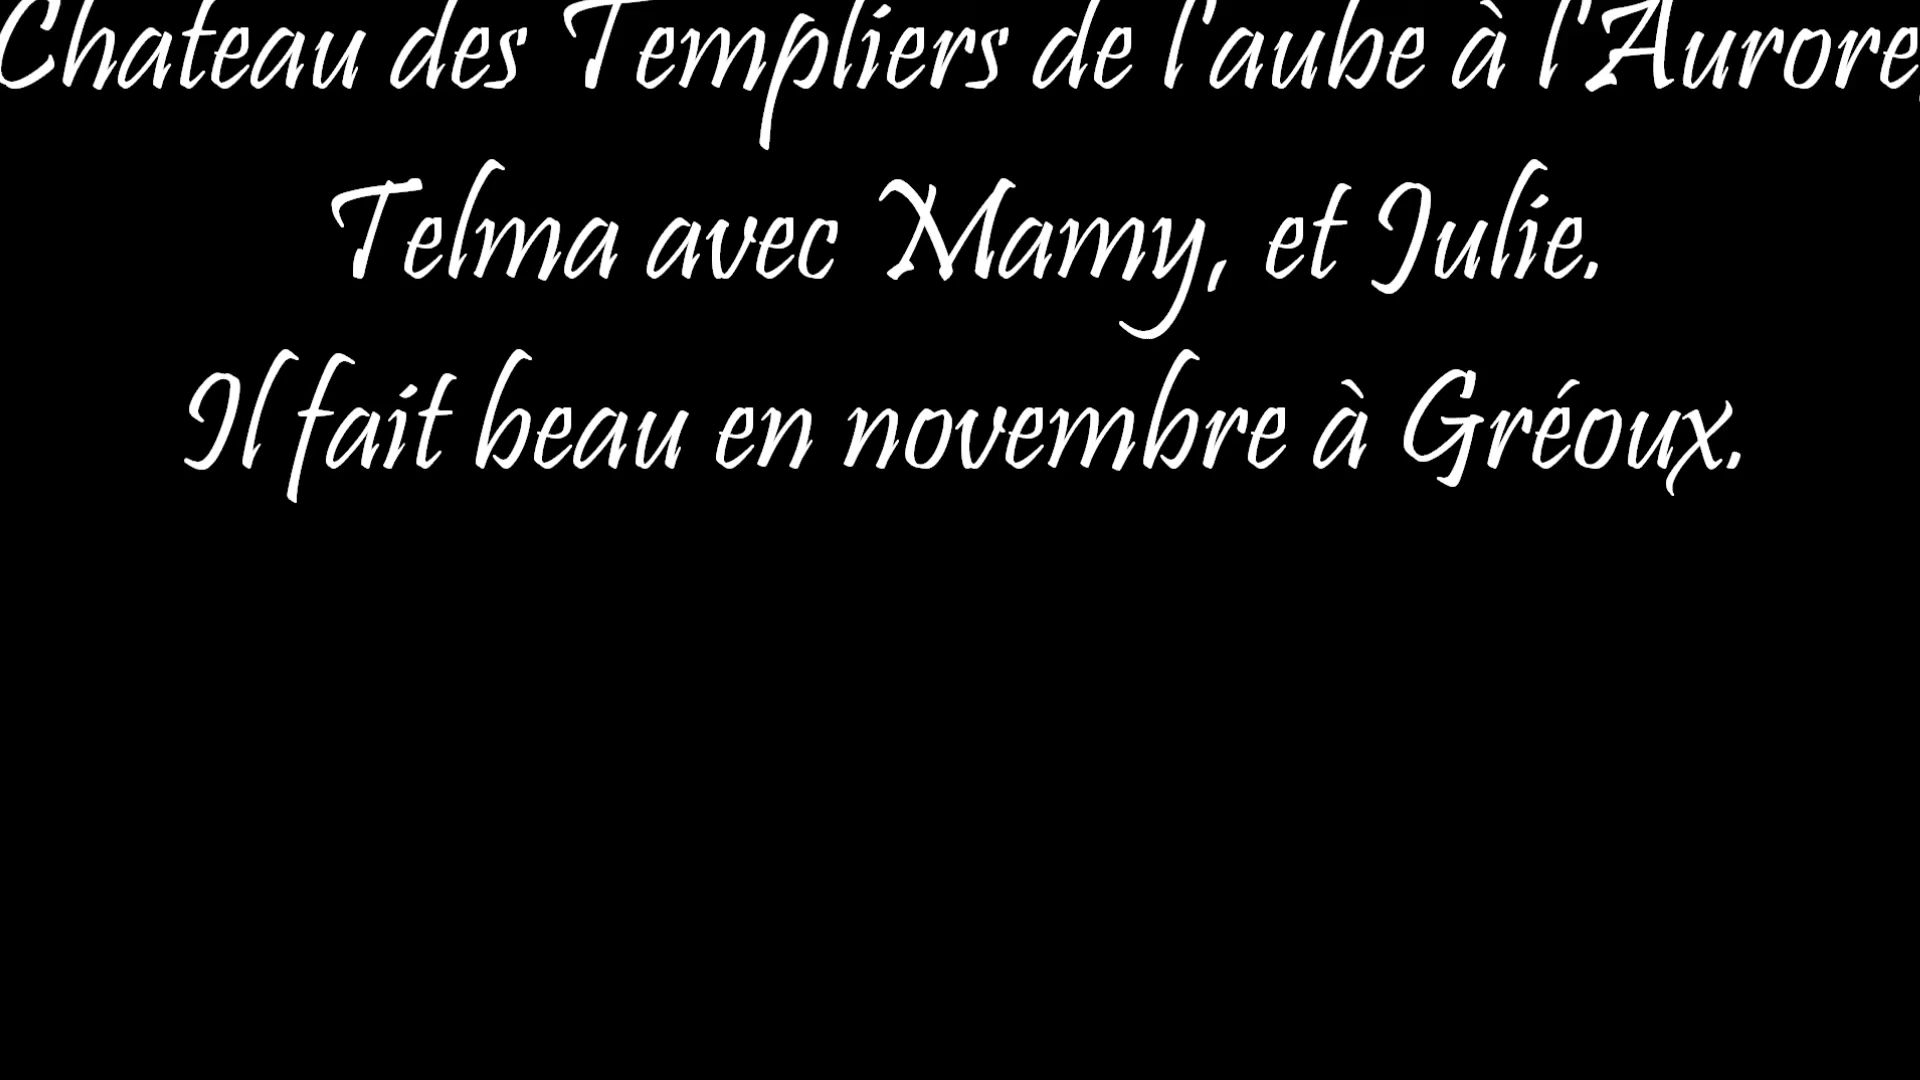 Chateau des Templiers de l'aube à l'Aurore,
Telma avec Mamy, et Julie.
Il fait beau en novembre à Gréoux.